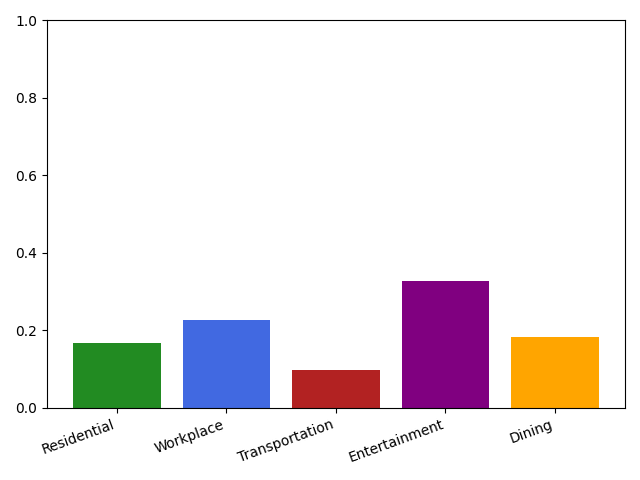 1.0
0.8
0.6
0.4
0.2
0.0
Residential
Workplace
Transportation
Entertainment
Dining